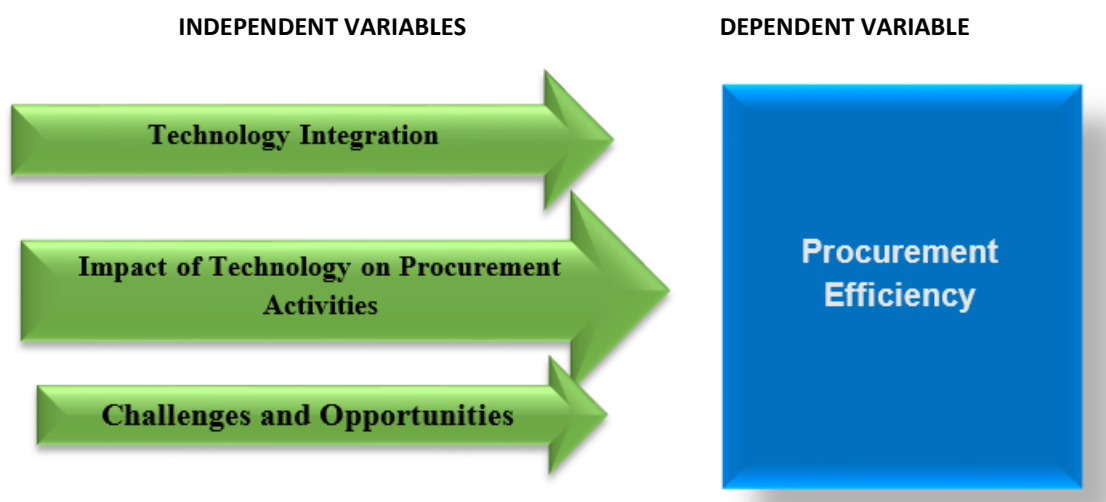 INDEPENDENT VARIABLES
DEPENDENT VARIABLE
Technology Integration
Impact of Technology on Procurement
Activities
Challenges and Opportunities
Procurement
Efficiency